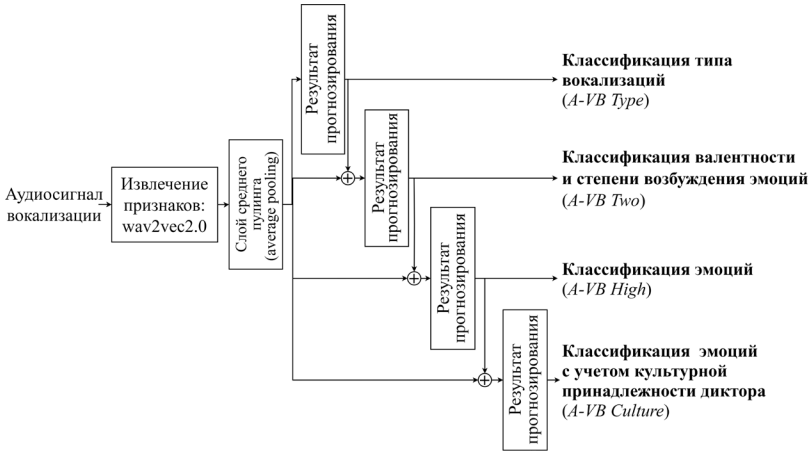 Аудиосигнал
вокализации
Извлечение
признаков:
wav2vec2.0
Слой среднего
пулинга
(average pooling)
Результат
прогнозирования
Классификация типа
вокализаций
(A-VB Type)
Результат
прогнозирования
Классификация валентности
и степени возбуждения эмоций
(A-VB Two)
Результат
прогнозирования
Классификация эмоций
(A-VB High)
Результат
прогнозирования
Классификация эмоций
с учетом культурной
принадлежности диктора
(A-VB Culture)